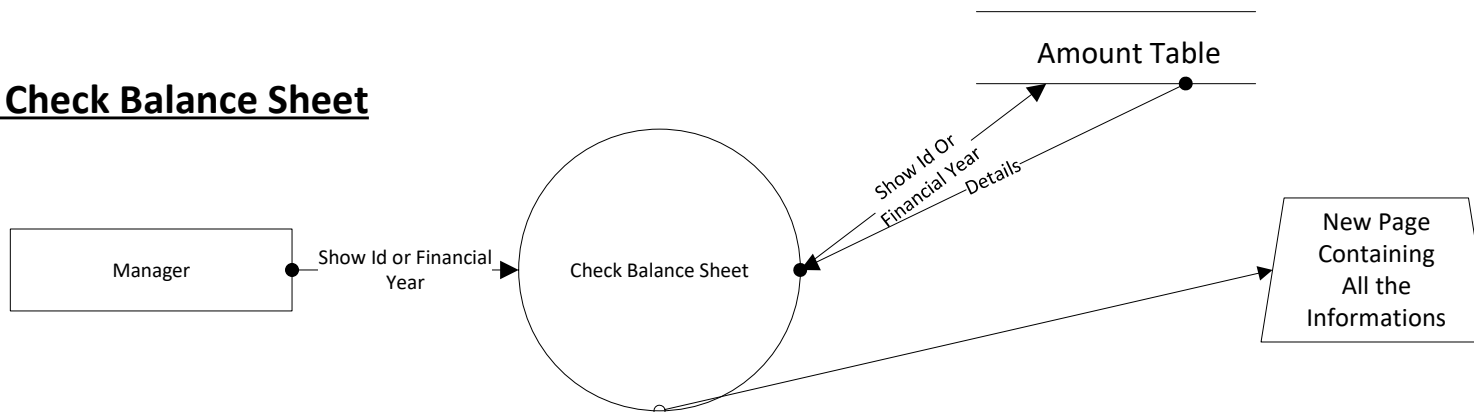 Check Balance Sheet
Amount Table
Show Id Or
Financial Year
Details
Manager
Show Id or Financial
Year
Check Balance Sheet
New Page
Containing
All the
Informations